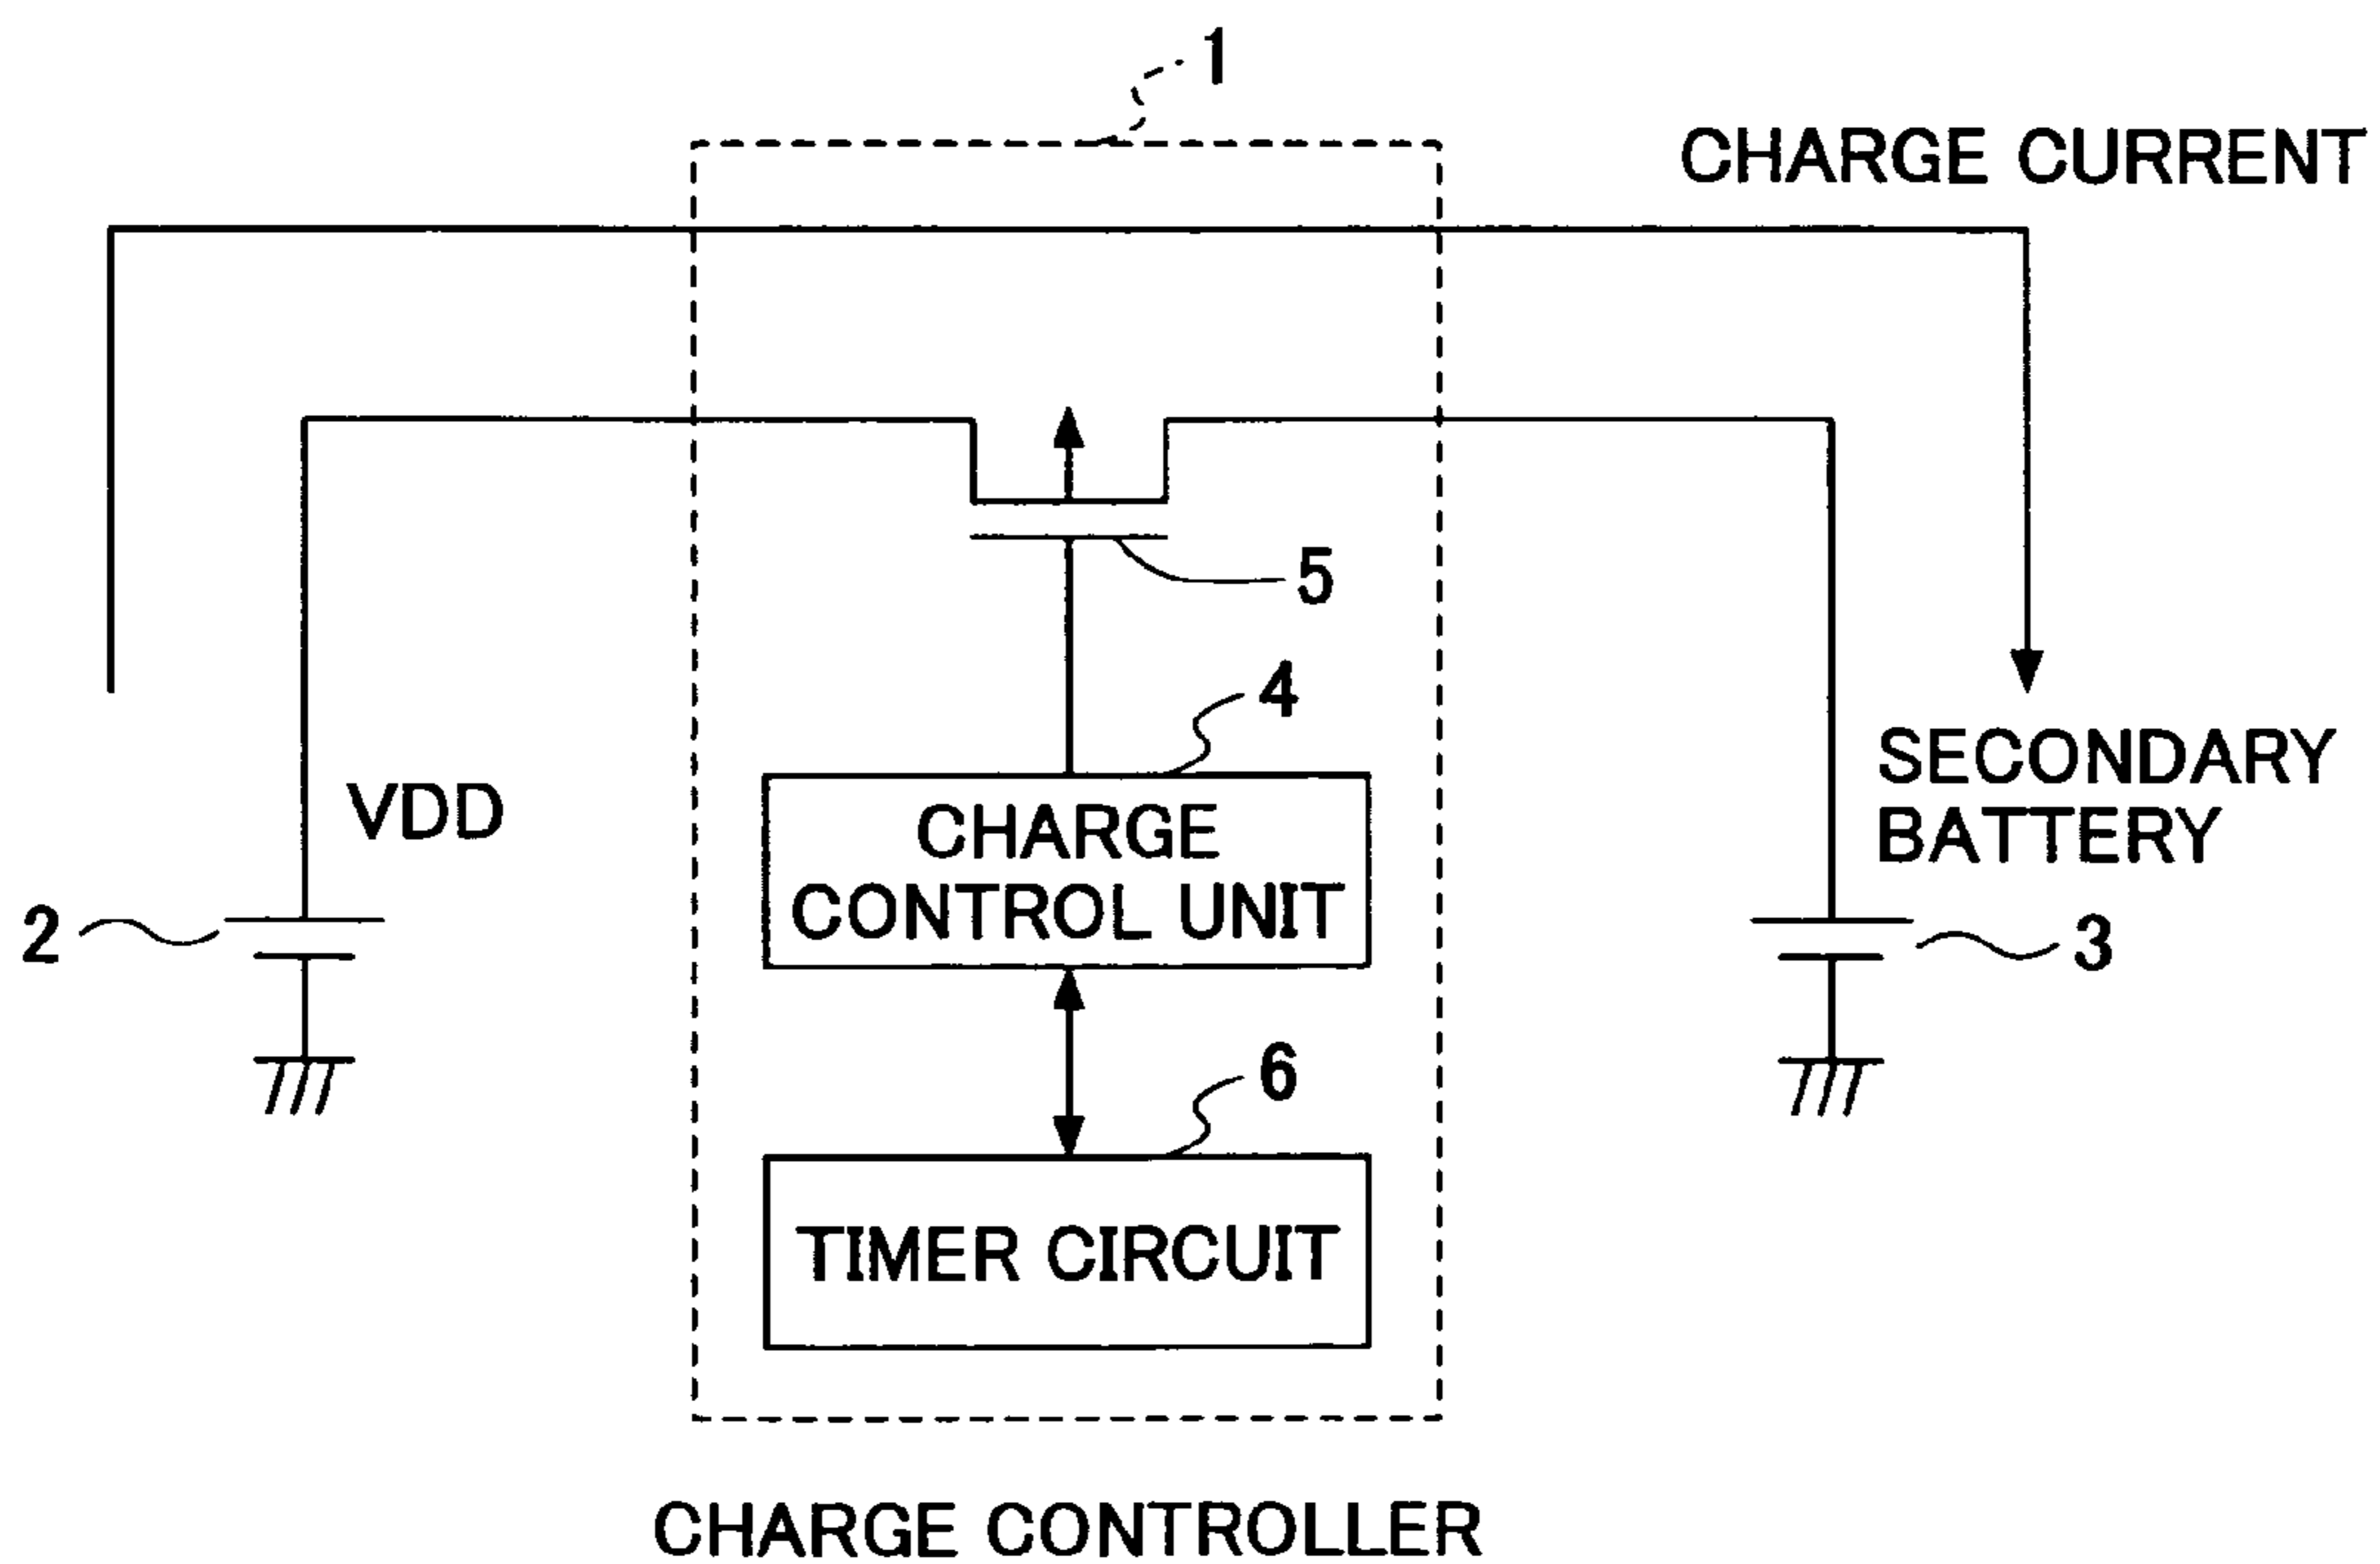 1
CHARGE CURRENT
5
4
VDD
SECONDARY
BATTERY
CHARGE
CONTROL UNIT
2
3
6
TIMER CIRCUIT
CHARGE CONTROLLER